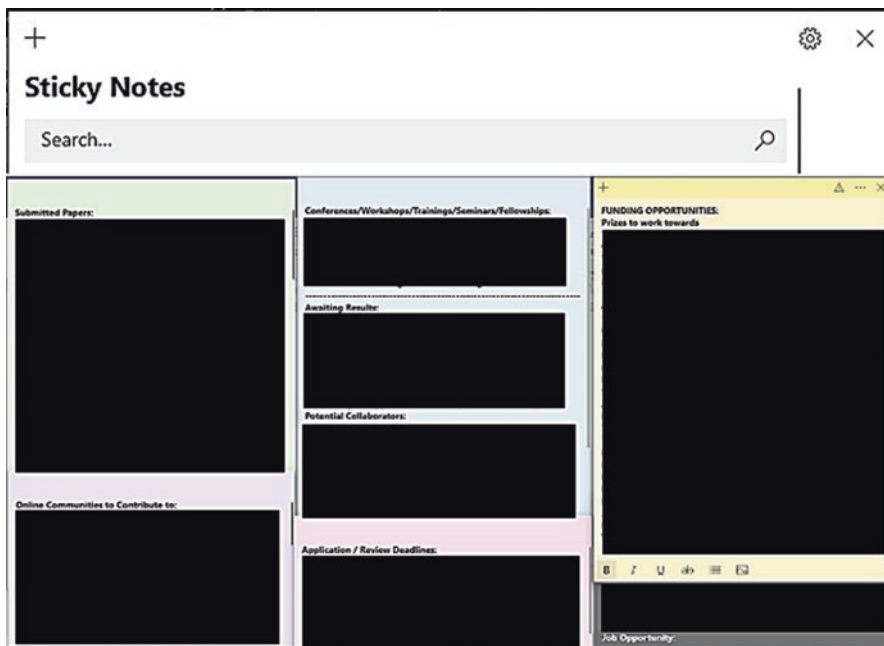 Sticky Notes
Search...
Submitted Papers:
Online Communities to Contribute to:
Conferences/Workshops/Trainings/Seminars/Fellowships:
Awaiting Results:
Potential Collaborators:
Application / Review Deadlines:
FUNDING OPPORTUNITIES:
Prizes to work towards
B I U ab
Job Opportunity: